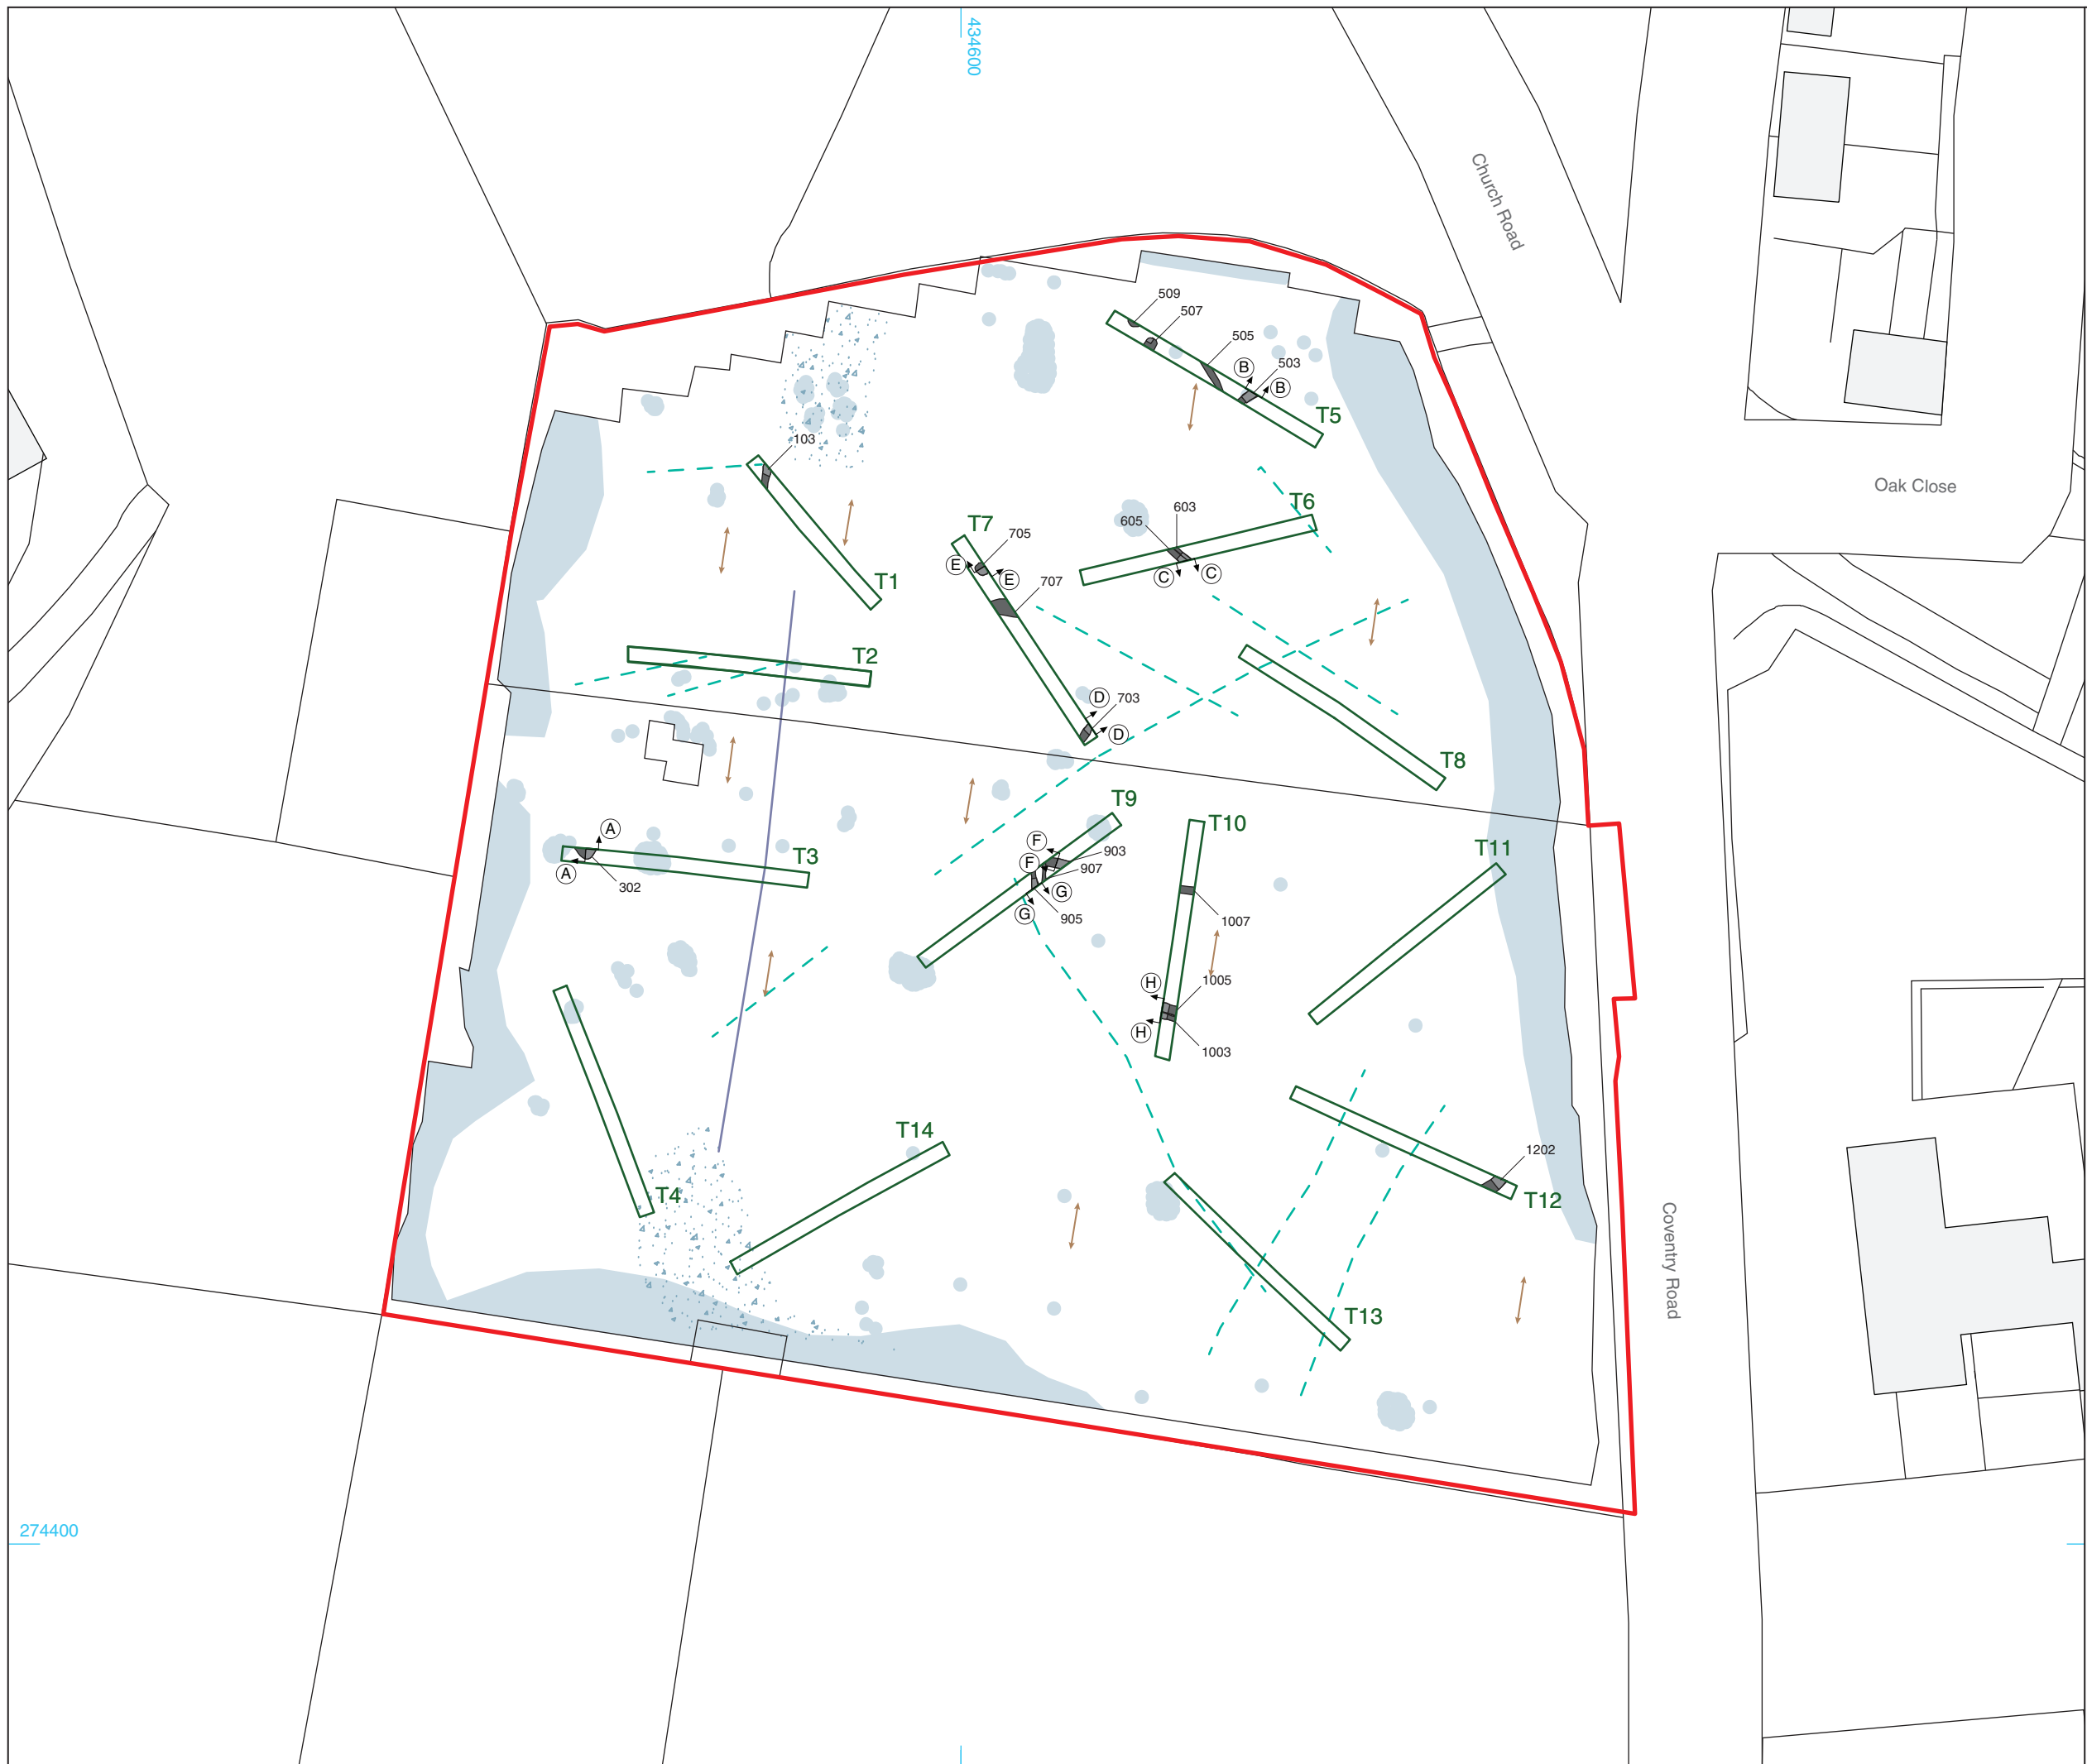 434600
Church Road
509
507
505
B
503
B
T5
103
Oak Close
T6
603
605
T7
705
E
E
C
C
T1
707
T2
D
703
D
T8
T9
T10
A
F
T11
903
T3
F
907
A
302
G
G
905
1007
H
1005
H
1003
T14
1202
T4
T12
Coventry Road
T13
274400